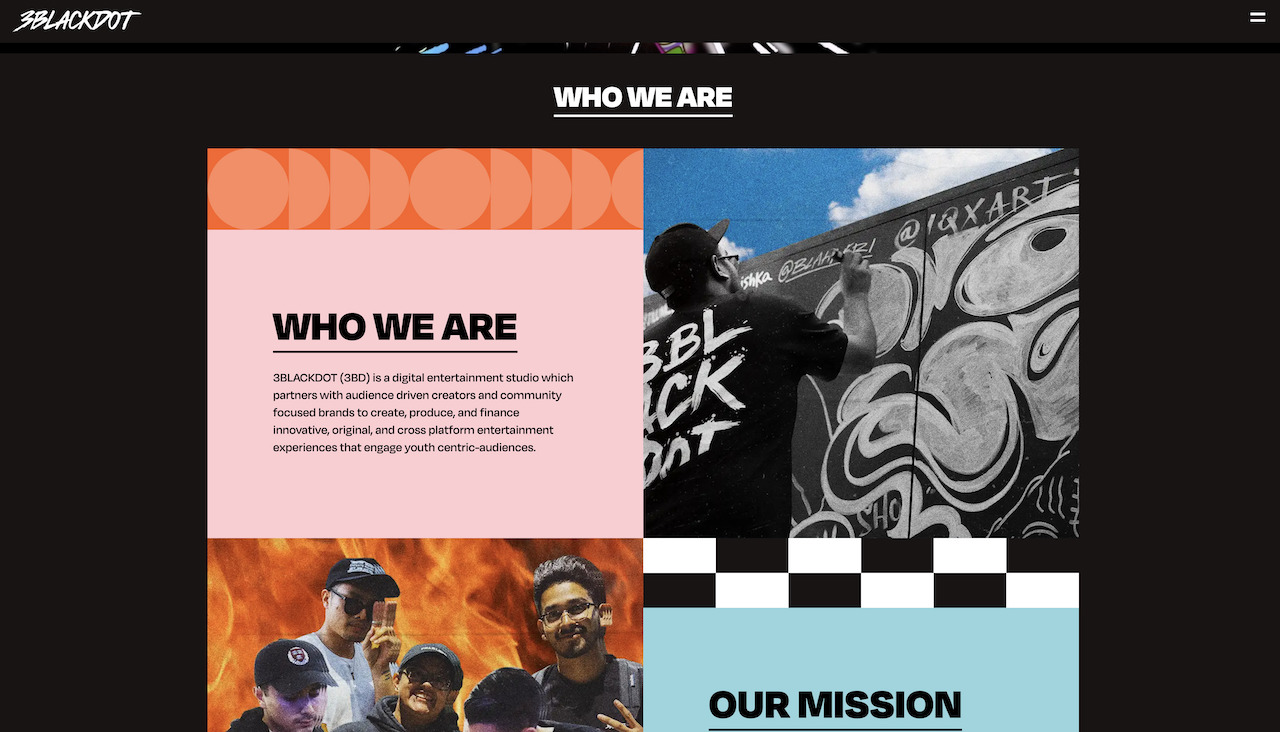 3BLACKDOT
WHO WE ARE
WHO WE ARE
3BLACKDOT (3BD) is a digital entertainment studio which
partners with audience driven creators and community
focused brands to create, produce, and finance
innovative, original, and cross platform entertainment
experiences that engage youth centric-audiences.
@IQXART
3BL
ACK
DOT
SHO
OUR MISSION